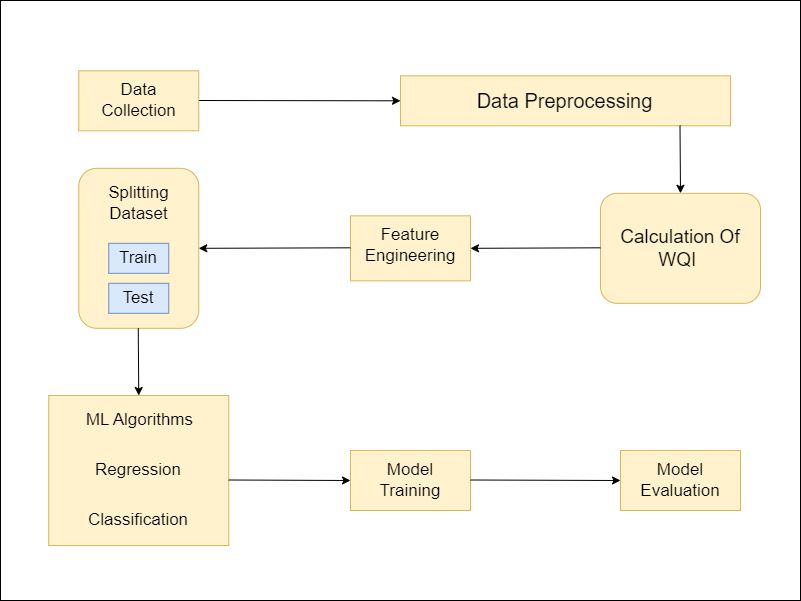 Data
Collection
Data Preprocessing
Calculation Of
WQI
Feature
Engineering
Splitting
Dataset
Train
Test
ML Algorithms
Regression
Classification
Model
Training
Model
Evaluation